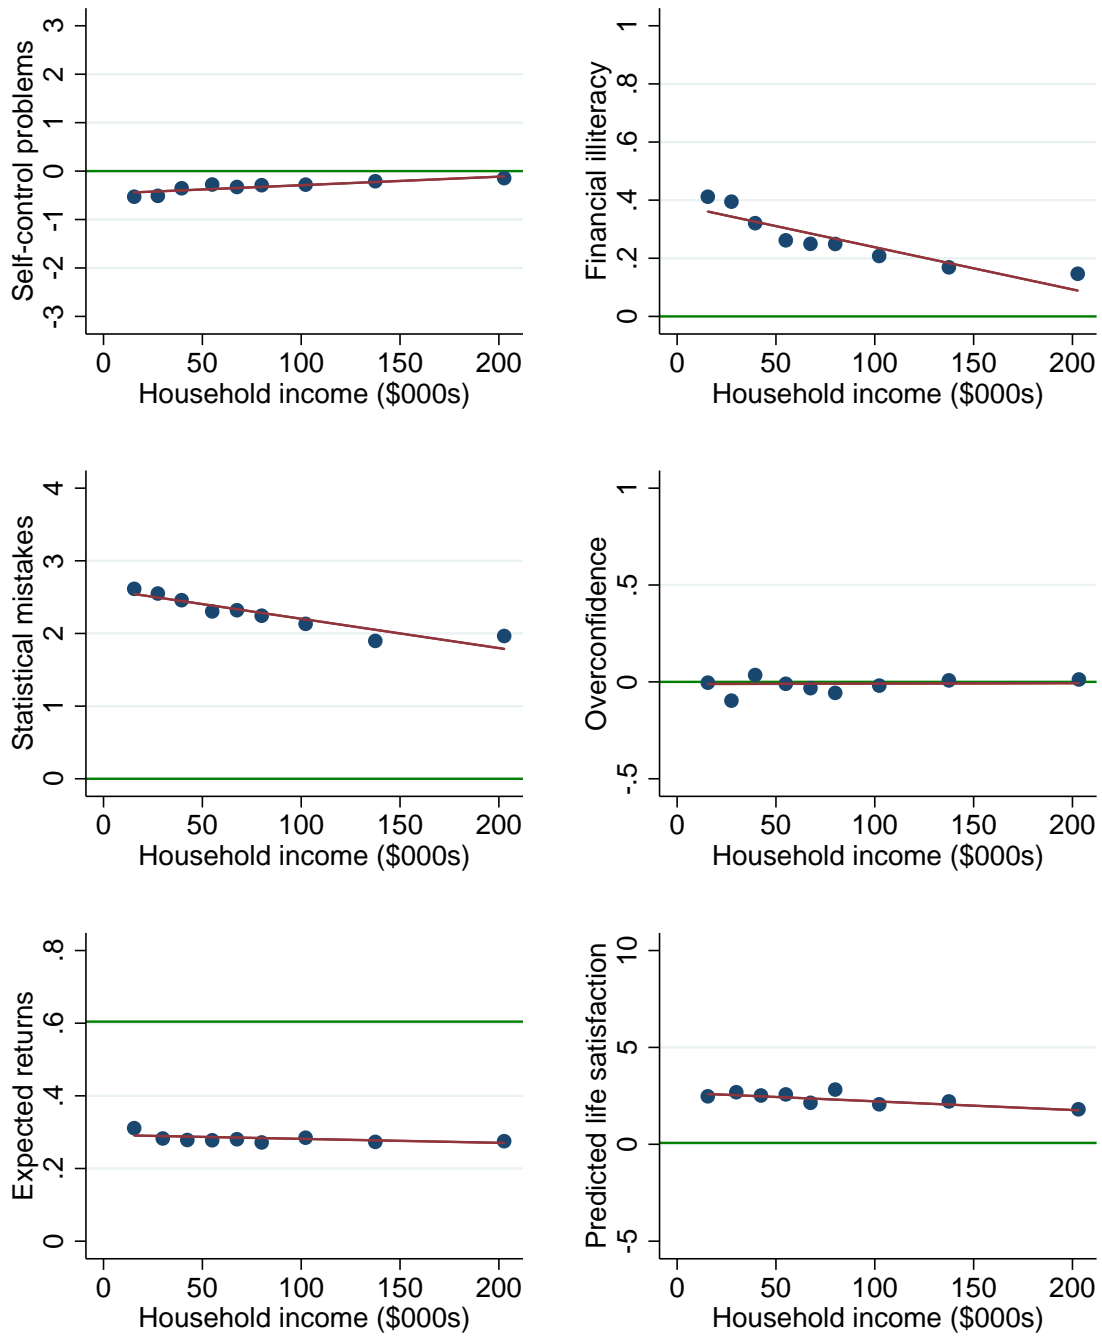 Self-control problems
3
2
1
0
-1
-2
-3
0 50 100 150 200
Household income ($000s)
Financial illiteracy
1
.8
.6
.4
.2
0
0 50 100 150 200
Household income ($000s)
Statistical mistakes
4
3
2
1
0
0 50 100 150 200
Household income ($000s)
Overconfidence
1
.5
0
-.5
0 50 100 150 200
Household income ($000s)
Expected returns
.8
.6
.4
.2
0
0 50 100 150 200
Household income ($000s)
Predicted life satisfaction
10
5
0
-5
0 50 100 150 200
Household income ($000s)